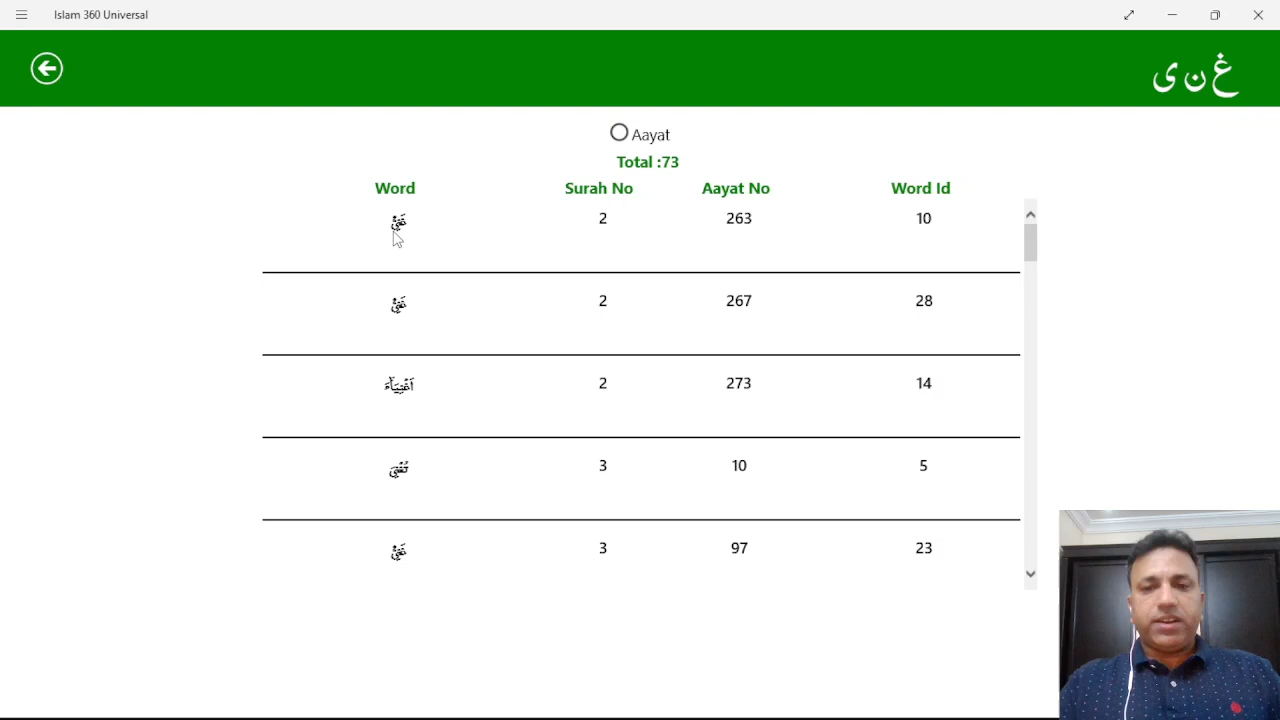 Islam 360 Universal
غ ن ی
Aayat
Total :73
Word Surah No Aayat No Word Id
غَنِیٌّ 2 263 10
غَنِیٌّ 2 267 28
اَغْنِیَآءَ 2 273 14
تُغْنِیَ 3 10 5
غَنِیٌّ 3 97 23